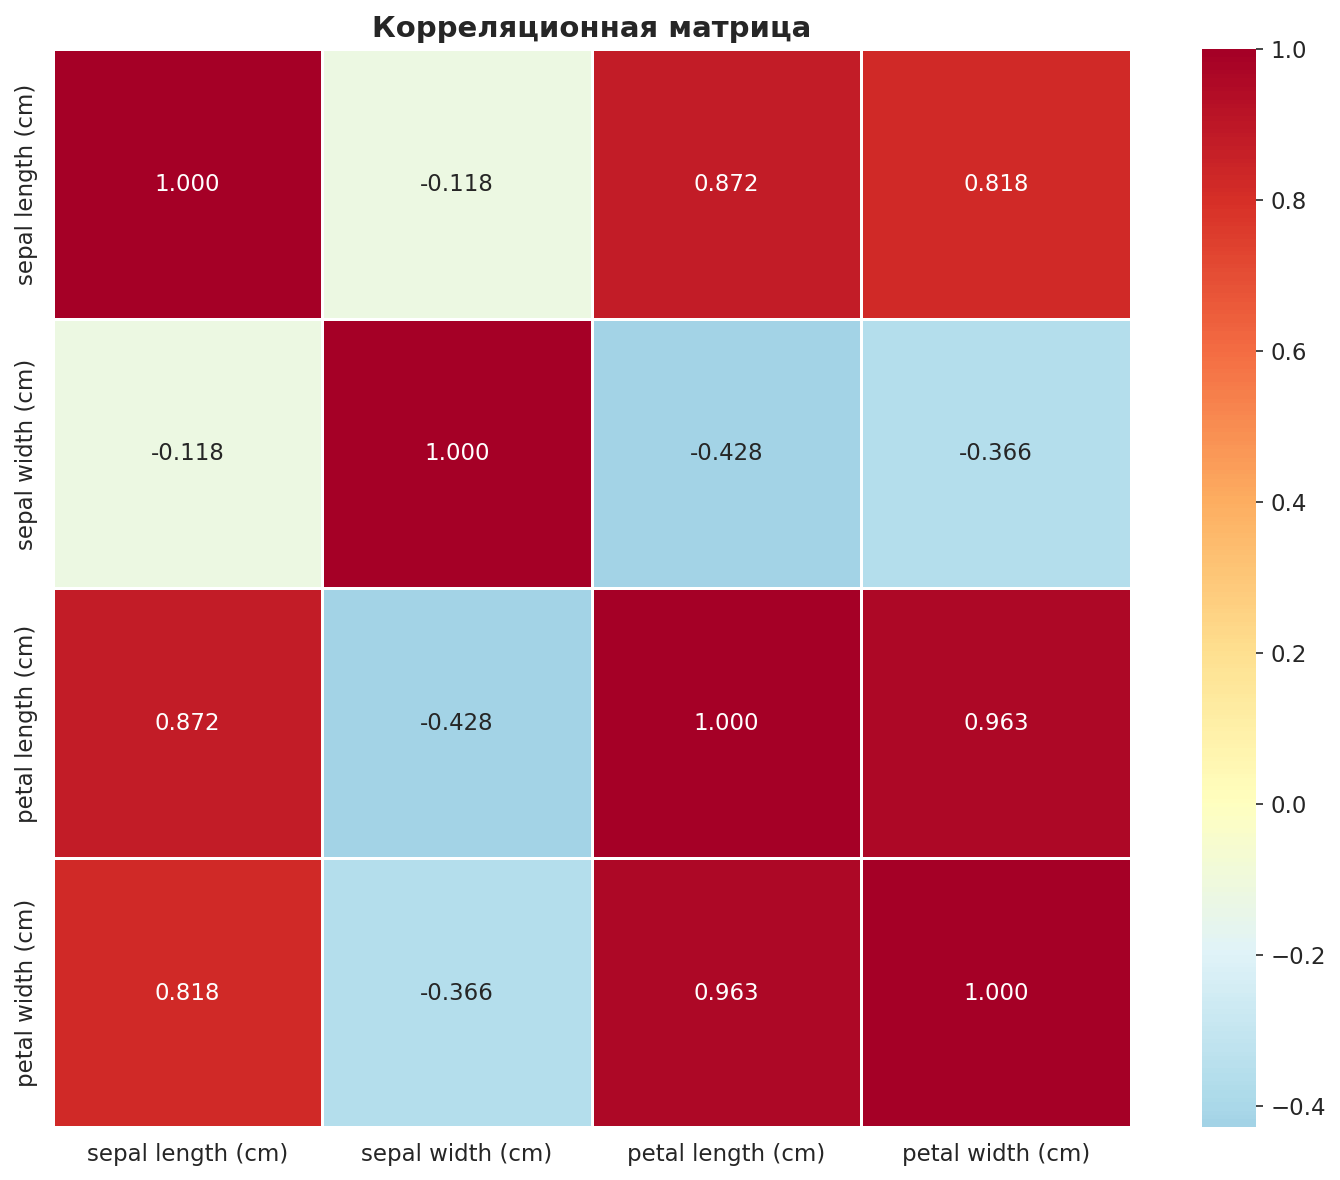 Корреляционная матрица
sepal length (cm)
1.000
-0.118
0.872
0.818
sepal width (cm)
-0.118
1.000
-0.428
-0.366
petal length (cm)
0.872
-0.428
1.000
0.963
petal width (cm)
0.818
-0.366
0.963
1.000
sepal length (cm)
sepal width (cm)
petal length (cm)
petal width (cm)
1.0
0.8
0.6
0.4
0.2
0.0
−0.2
−0.4